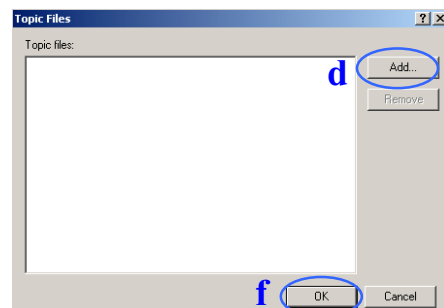 Topic Files
Topic files:
d
Add...
Remove
f
OK
Cancel